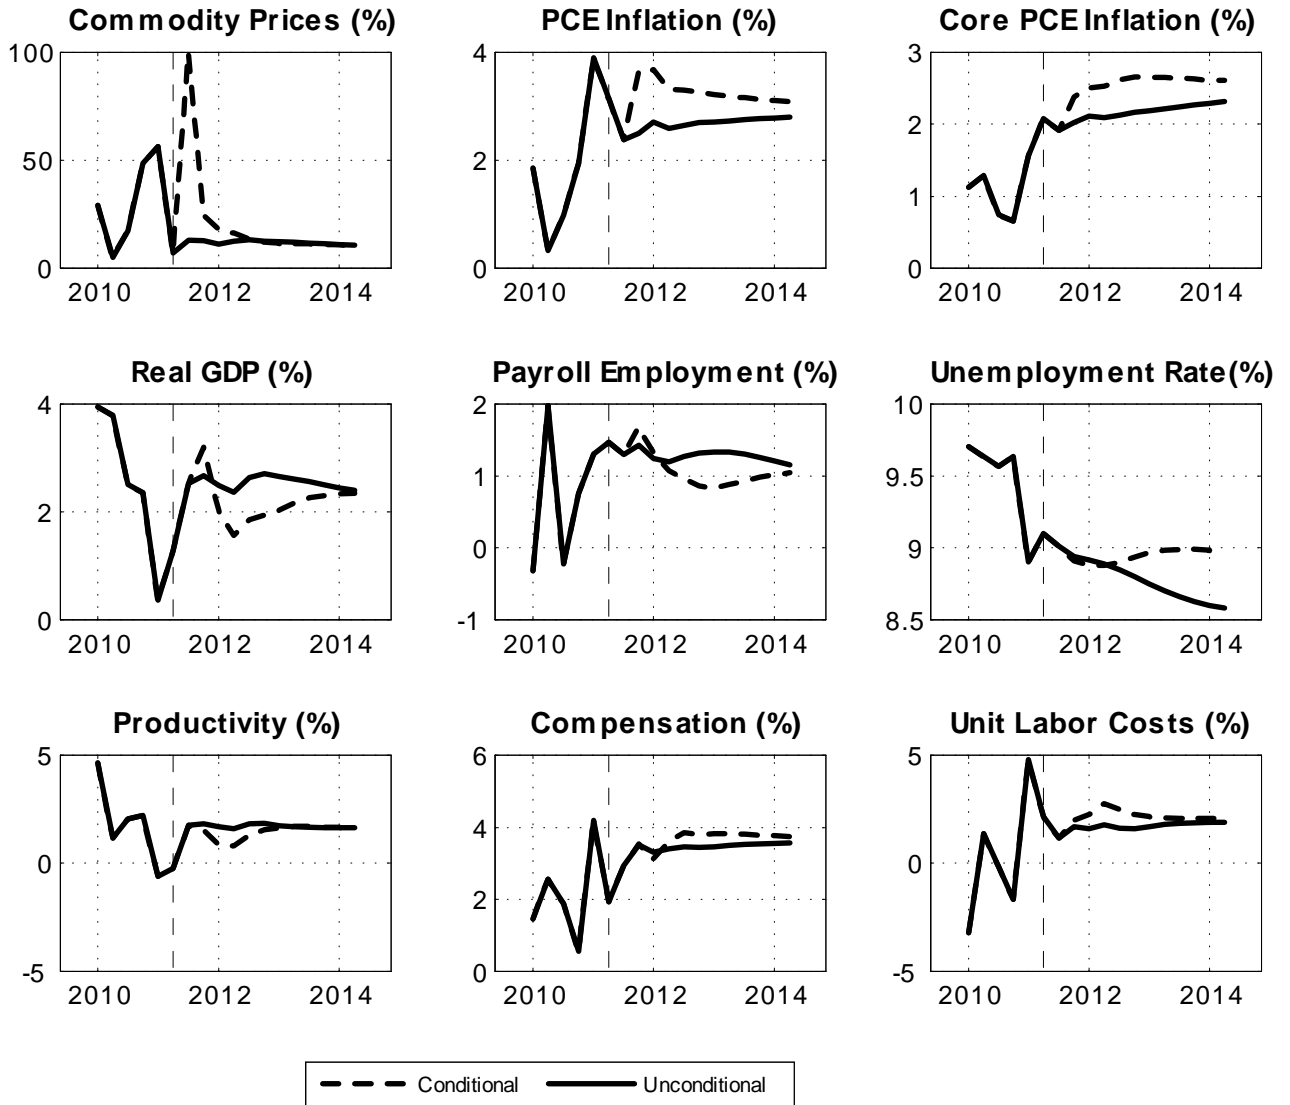 Commodity Prices (%) PCE Inflation (%) Core PCE Inflation (%)
100 4 3
2
50 2
1
0 0 0
2010 2012 2014 2010 2012 2014 2010 2012 2014
Real GDP (%) Payroll Employment (%) Unemployment Rate (%)
4 2 10
1 9.5
2
0 9
0 -1 8.5
2010 2012 2014 2010 2012 2014 2010 2012 2014
Productivity (%) Compensation (%) Unit Labor Costs (%)
5 6 5
4
0 0
2
-5 0 -5
2010 2012 2014 2010 2012 2014 2010 2012 2014
Conditional Unconditional